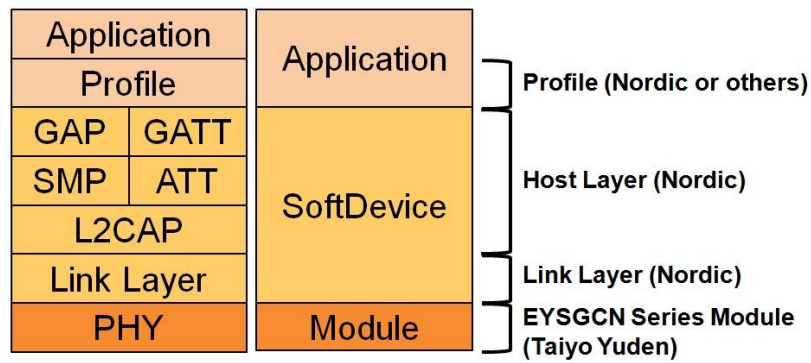 Application
Profile
GAP GATT
SMP ATT
L2CAP
Link Layer
PHY
Application
SoftDevice
Module
Profile (Nordic or others)
Host Layer (Nordic)
Link Layer (Nordic)
EYSGCN Series Module
(Taiyo Yuden)